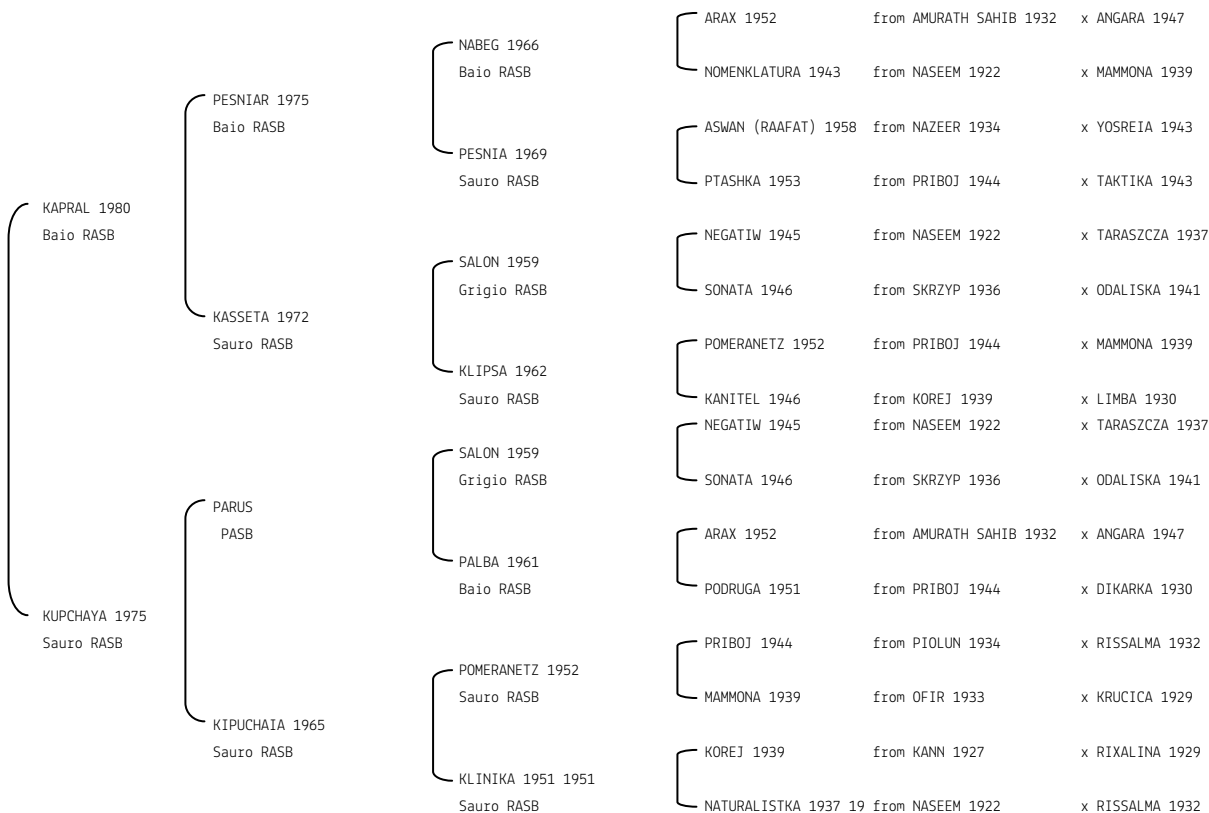 ARAX 1952 from AMURATH SAHIB 1932 x ANGARA 1947
NABEG 1966
Baio RASB NOMENKLATURA 1943 from NASEEM 1922 x MAMMONA 1939
PESNIAR 1975
Baio RASB ASWAN (RAAFAT) 1958 from NAZEER 1934 x YOSREIA 1943
PESNIA 1969
Sauro RASB PTASHKA 1953 from PRIBOJ 1944 x TAKTIKA 1943
KAPRAL 1980
Baio RASB NEGATIW 1945 from NASEEM 1922 x TARASZCZA 1937
SALON 1959
Grigio RASB SONATA 1946 from SKRZYP 1936 x ODALISKA 1941
KASSETA 1972
Sauro RASB POMERANETZ 1952 from PRIBOJ 1944 x MAMMONA 1939
KLIPSA 1962
Sauro RASB KANITEL 1946 from KOREJ 1939 x LIMBA 1930
NEGATIW 1945 from NASEEM 1922 x TARASZCZA 1937
SALON 1959
Grigio RASB SONATA 1946 from SKRZYP 1936 x ODALISKA 1941
PARUS
PASB ARAX 1952 from AMURATH SAHIB 1932 x ANGARA 1947
PALBA 1961
Baio RASB PODRUGA 1951 from PRIBOJ 1944 x DIKARKA 1930
KUPCHAYA 1975
Sauro RASB PRIBOJ 1944 from PIOLUN 1934 x RISSALMA 1932
POMERANETZ 1952
Sauro RASB MAMMONA 1939 from OFIR 1933 x KRUCICA 1929
KIPUCHAIA 1965
Sauro RASB KOREJ 1939 from KANN 1927 x RIXALINA 1929
KLINIKA 1951 1951
Sauro RASB NATURALISTKA 1937 19 from NASEEM 1922 x RISSALMA 1932